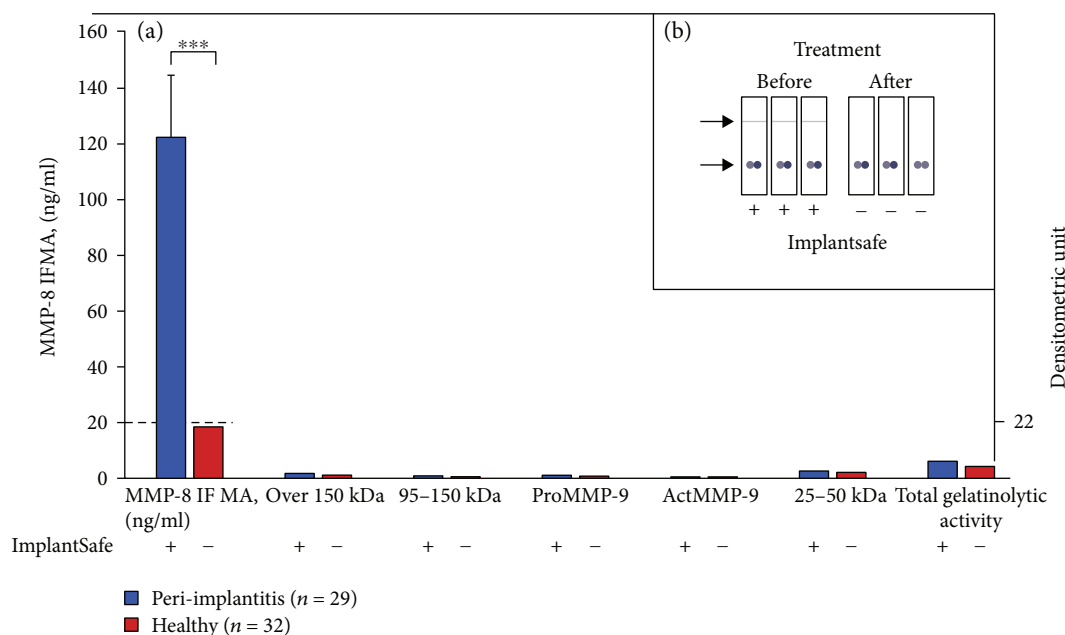 160
140
120
100
80
60
40
20
0
MMP-8 IFMA, (ng/ml)
(a)
***
(b)
Treatment
Before After
+ + + − − −
Implantsafe
Densitometric unit
22
MMP-8 IF MA, Over 150 kDa 95–150 kDa ProMMP-9 ActMMP-9 25–50 kDa Total gelatinolytic
(ng/ml) activity
ImplantSafe + − + − + − + − + − + − + −
Peri-implantitis (n = 29)
Healthy (n = 32)